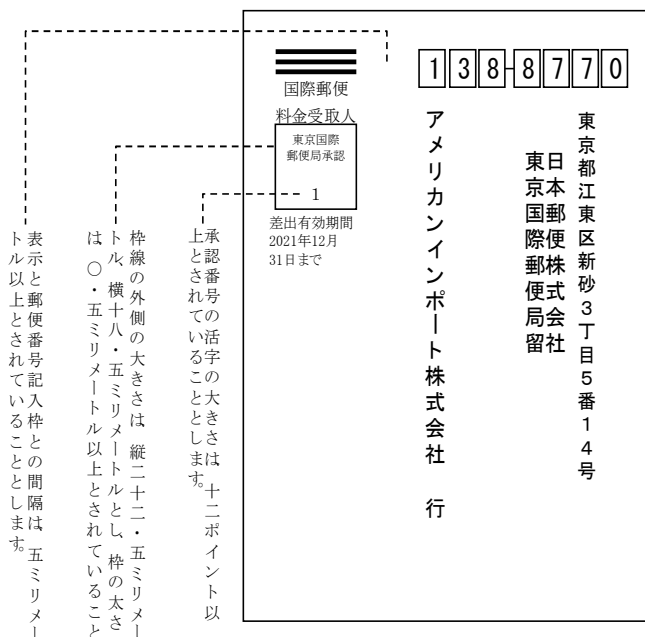 138-8770
東京都江東区新砂3丁目5番14号
日本郵便株式会社
東京国際郵便局留
アメリカンインポート株式会社 行
国際郵便
料金受取人
東京国際
郵便局承認
1
差出有効期間
2021年12月
31日まで
承認番号の活字の大きさは、十二ポイント以
上とされていることとします。
枠線の外側の大きさは、縦二十二・五ミリメー
トル、横十八・五ミリメートルとし、枠の太さ
は、〇・五ミリメートル以上とされていること
表示と郵便番号記入枠との間隔は、五ミリメー
トル以上とされていることとします。